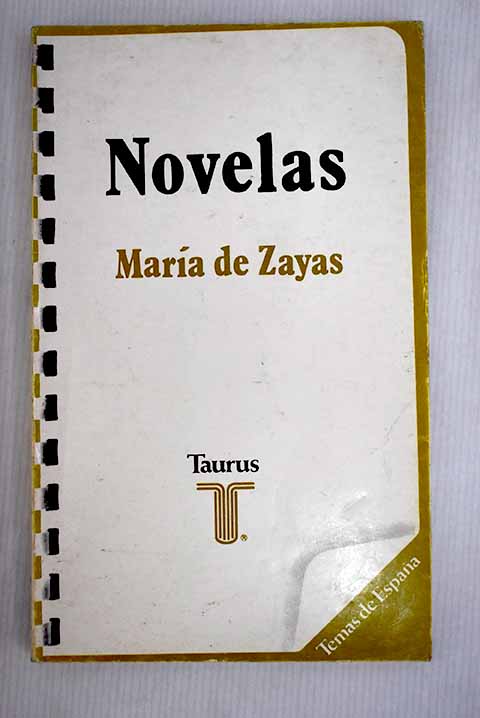 Novelas
María de Zayas
Taurus
®
Temas de España